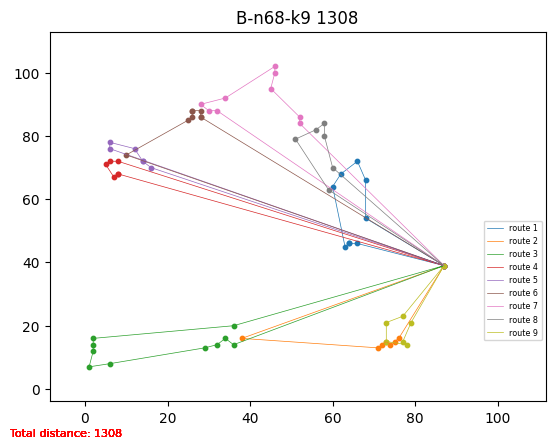 B-n68-k9 1308
100
80
60
40
20
0
0 20 40 60 80 100
route 1
route 2
route 3
route 4
route 5
route 6
route 7
route 8
route 9
Total distance: 1308